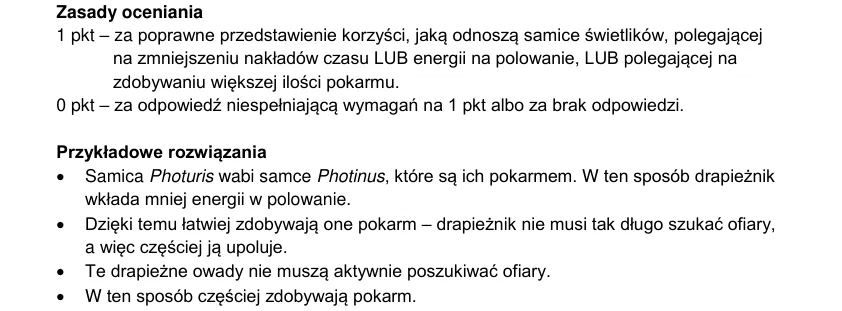 Zasady oceniania
1 pkt – za poprawne przedstawienie korzyści, jaką odnoszą samice świetlików, polegającej
na zmniejszeniu nakładów czasu LUB energii na polowanie, LUB polegającej na
zdobywaniu większej ilości pokarmu.
0 pkt – za odpowiedź niespełniającą wymagań na 1 pkt albo za brak odpowiedzi.
Przykładowe rozwiązania
• Samica Photuris wabi samce Photinus, które są ich pokarmem. W ten sposób drapieżnik
wkłada mniej energii w polowanie.
• Dzięki temu łatwiej zdobywają one pokarm – drapieżnik nie musi tak długo szukać ofiary,
a więc częściej ją upoluje.
• Te drapieżne owady nie muszą aktywnie poszukiwać ofiary.
• W ten sposób częściej zdobywają pokarm.